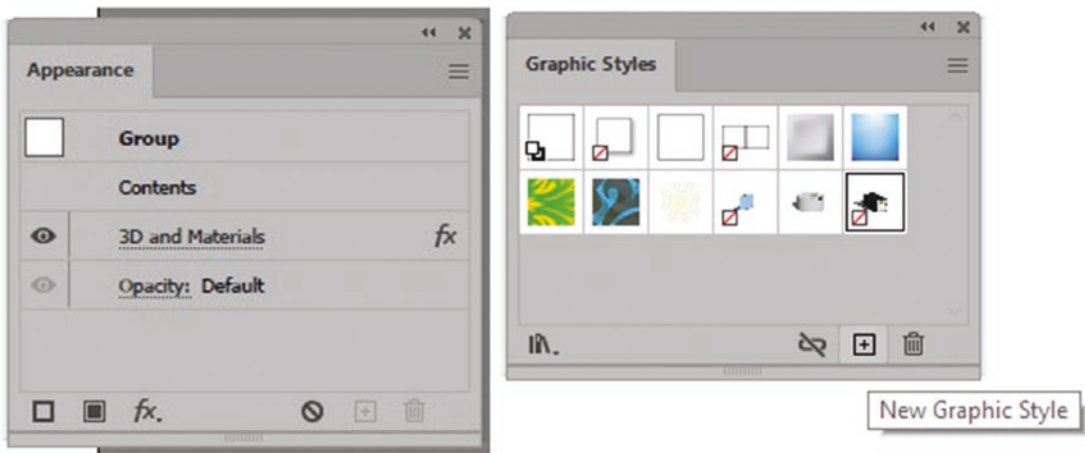 Appearance
Group
Contents
3D and Materials fx
Opacity: Default
fx.
Graphic Styles
New Graphic Style